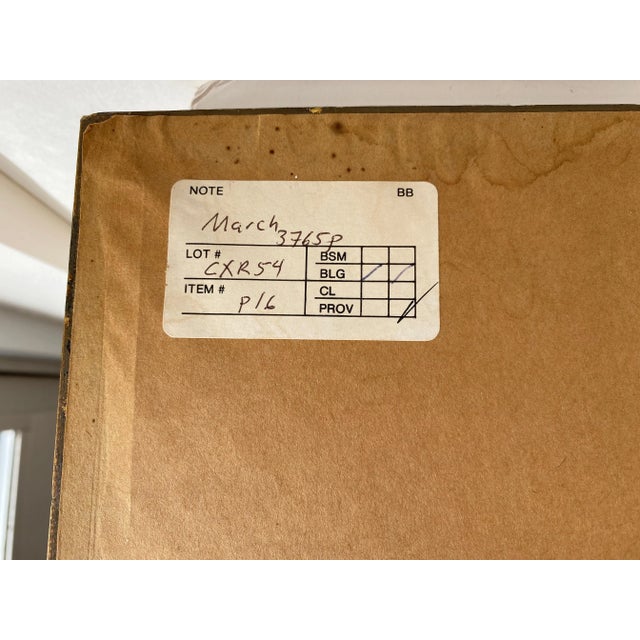 NOTE BB
March 3765P
LOT # CXR54
ITEM # p16
BSM
BLG
CL
PROV